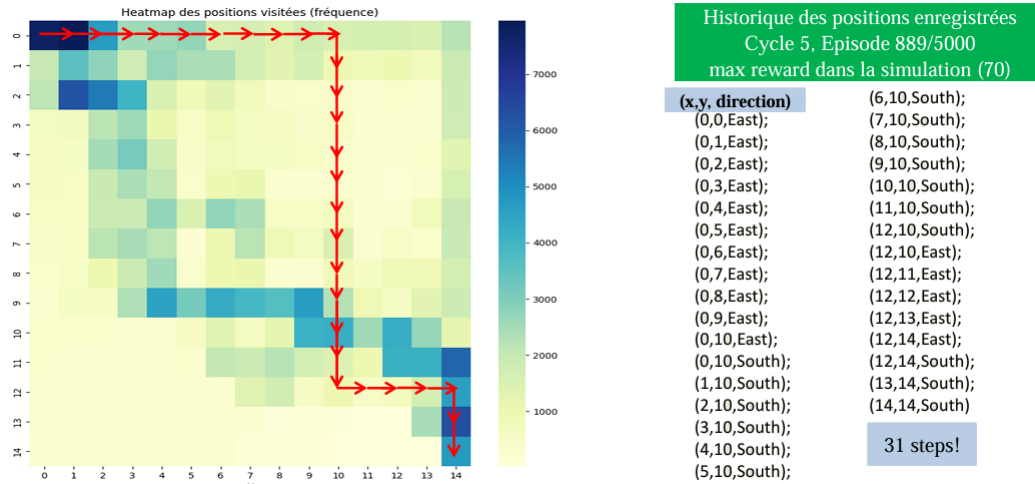 Heatmap des positions visitées (fréquence)
0
1
2
3
4
5
6
7
8
9
10
11
12
13
14
0 1 2 3 4 5 6 7 8 9 10 11 12 13 14
7000
6000
5000
4000
3000
2000
1000
Historique des positions enregistrées
Cycle 5, Episode 889/5000
max reward dans la simulation (70)
(x,y, direction)
(0,0,East);
(0,1,East);
(0,2,East);
(0,3,East);
(0,4,East);
(0,5,East);
(0,6,East);
(0,7,East);
(0,8,East);
(0,9,East);
(0,10,East);
(0,10,South);
(1,10,South);
(2,10,South);
(3,10,South);
(4,10,South);
(5,10,South);
(6,10,South);
(7,10,South);
(8,10,South);
(9,10,South);
(10,10,South);
(11,10,South);
(12,10,South);
(12,10,East);
(12,11,East);
(12,12,East);
(12,13,East);
(12,14,East);
(12,14,South);
(13,14,South);
(14,14,South)
31 steps!